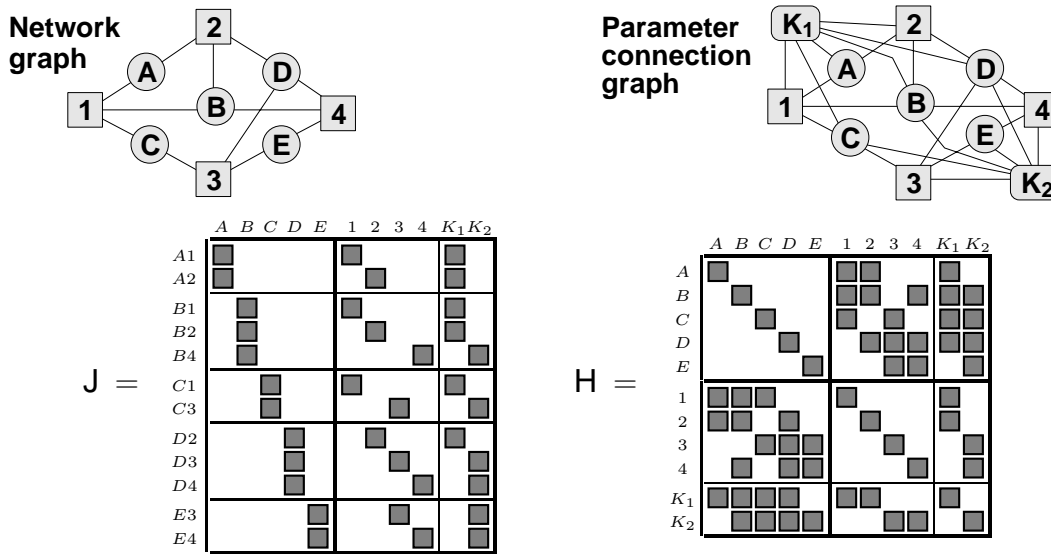 Network
graph
2
A
D
1
B
4
C
E
3
Parameter
connection
graph
K1
2
A
D
1
B
4
C
E
3
K2
A B C D E 1 2 3 4 K1 K2
A1
A2
B1
B2
B4
J =
C1
C3
D2
D3
D4
E3
E4
A B C D E 1 2 3 4 K1 K2
A
B
C
D
E
H =
1
2
3
4
K1
K2